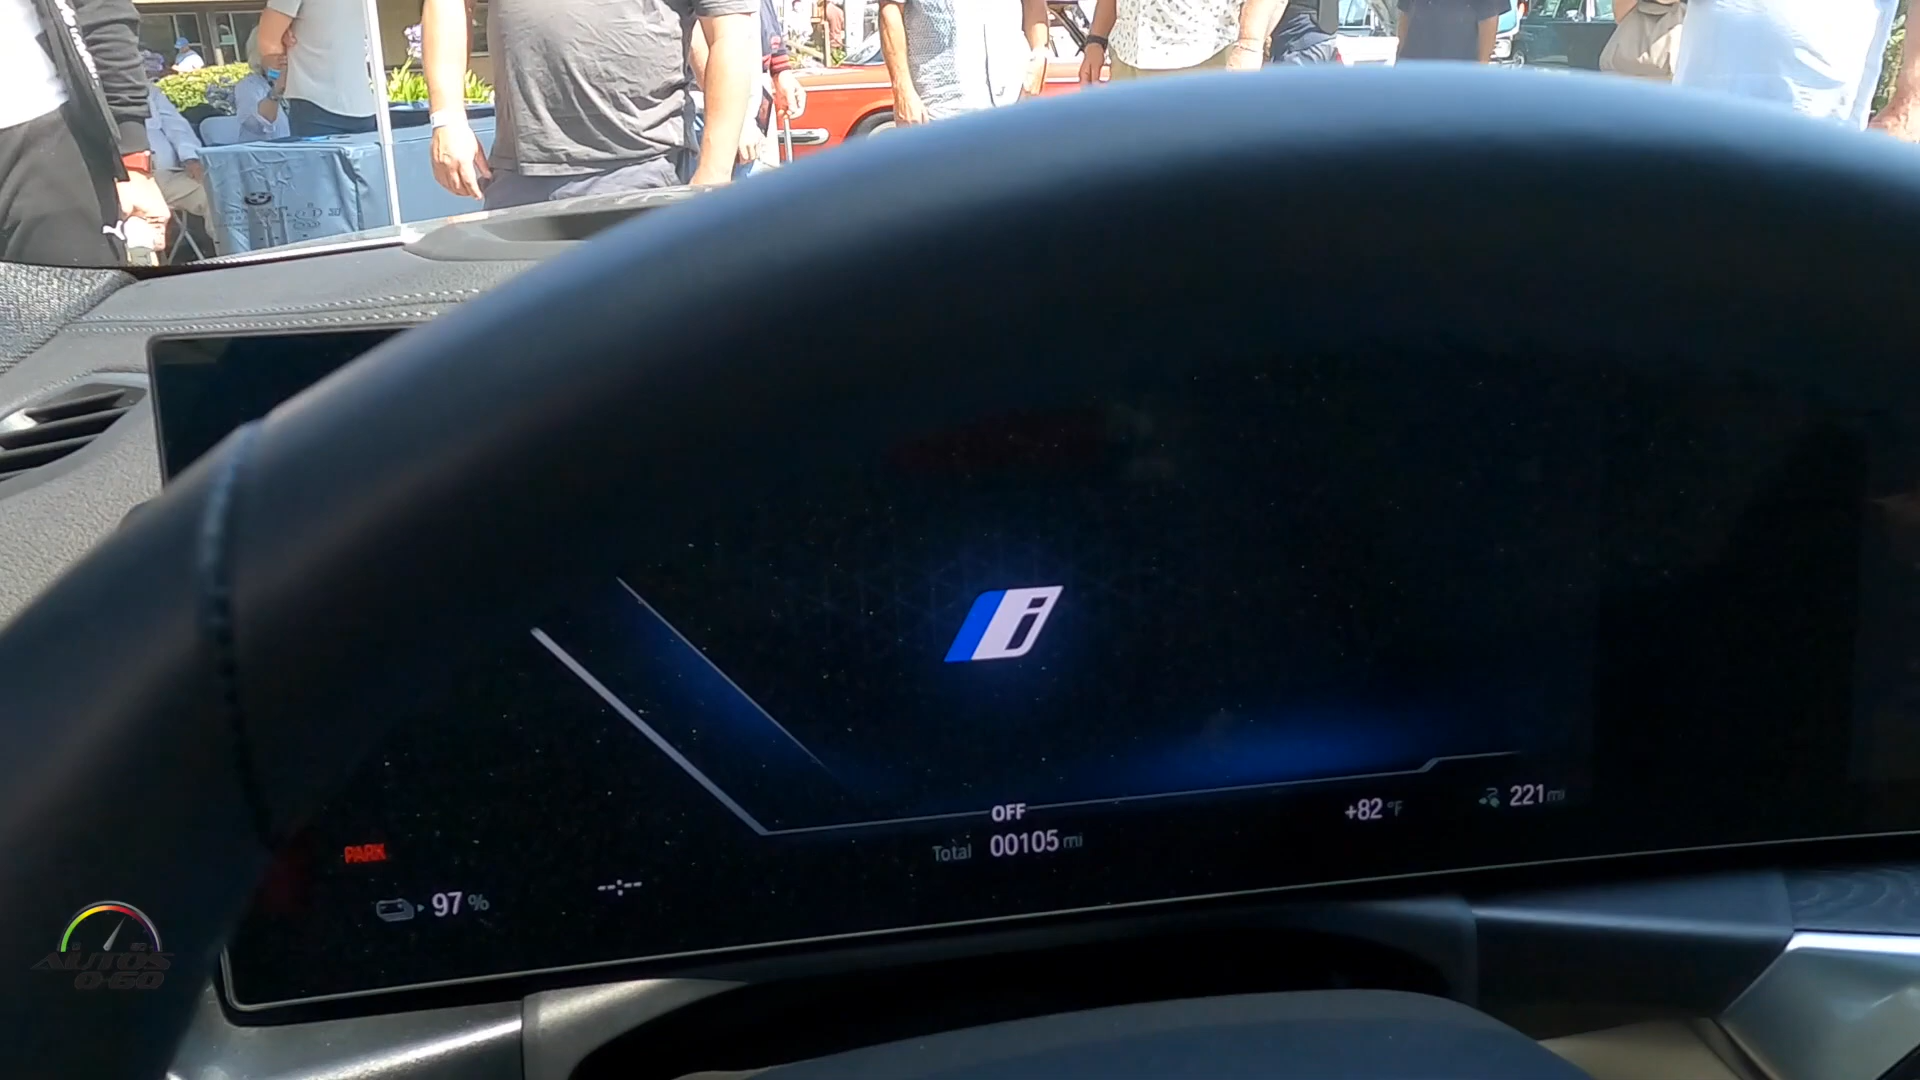 i
OFF
Total 00105 mi
+82 °F
221 mi
PARK
97 %
--:--
AUTOS
0-60